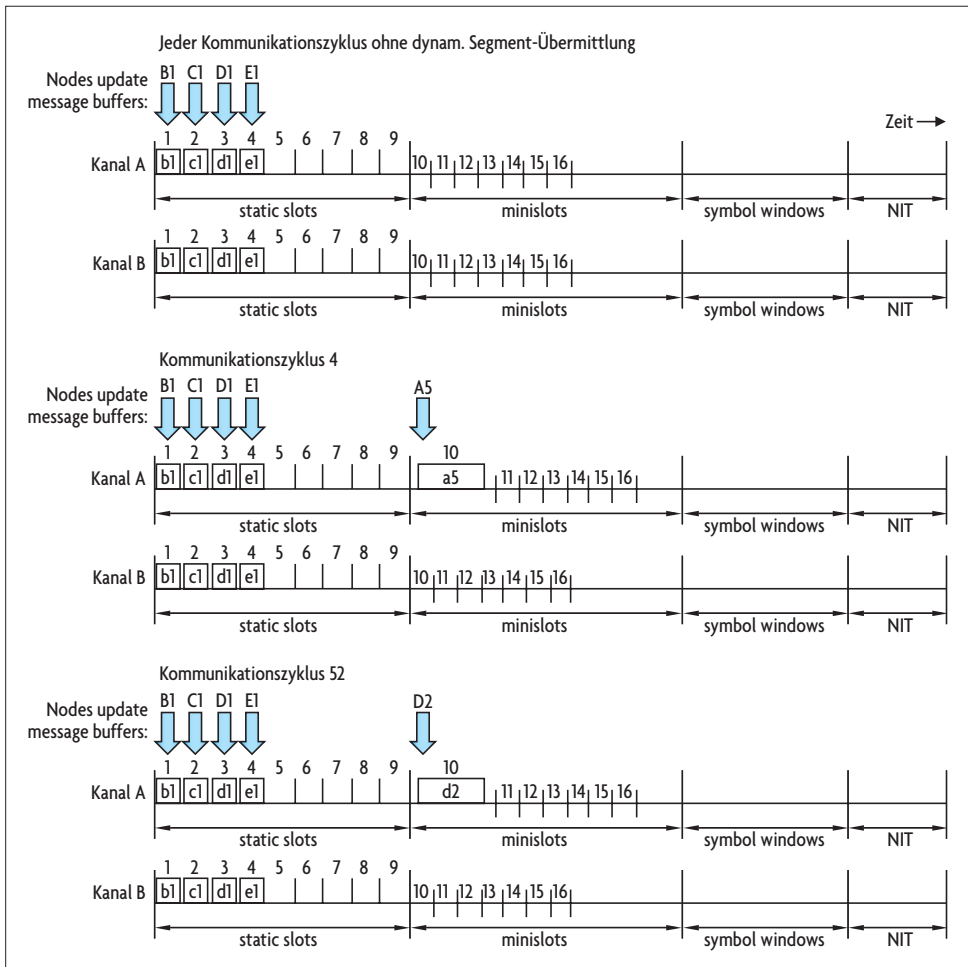 Jeder Kommunikationszyklus ohne dynam. Segment-Übermittlung
Nodes update message buffers:
B1 C1 D1 E1
Zeit
1 2 3 4 5 6 7 8 9
Kanal A b1 c1 d1 e1 10 11 12 13 14 15 16
static slots minislots symbol windows NIT
1 2 3 4 5 6 7 8 9
Kanal B b1 c1 d1 e1 10 11 12 13 14 15 16
static slots minislots symbol windows NIT
Kommunikationszyklus 4
Nodes update message buffers:
B1 C1 D1 E1 A5
1 2 3 4 5 6 7 8 9 10
Kanal A b1 c1 d1 e1 a5 11 12 13 14 15 16
static slots minislots symbol windows NIT
1 2 3 4 5 6 7 8 9
Kanal B b1 c1 d1 e1 10 11 12 13 14 15 16
static slots minislots symbol windows NIT
Kommunikationszyklus 52
Nodes update message buffers:
B1 C1 D1 E1 D2
1 2 3 4 5 6 7 8 9 10
Kanal A b1 c1 d1 e1 d2 11 12 13 14 15 16
static slots minislots symbol windows NIT
1 2 3 4 5 6 7 8 9
Kanal B b1 c1 d1 e1 10 11 12 13 14 15 16
static slots minislots symbol windows NIT